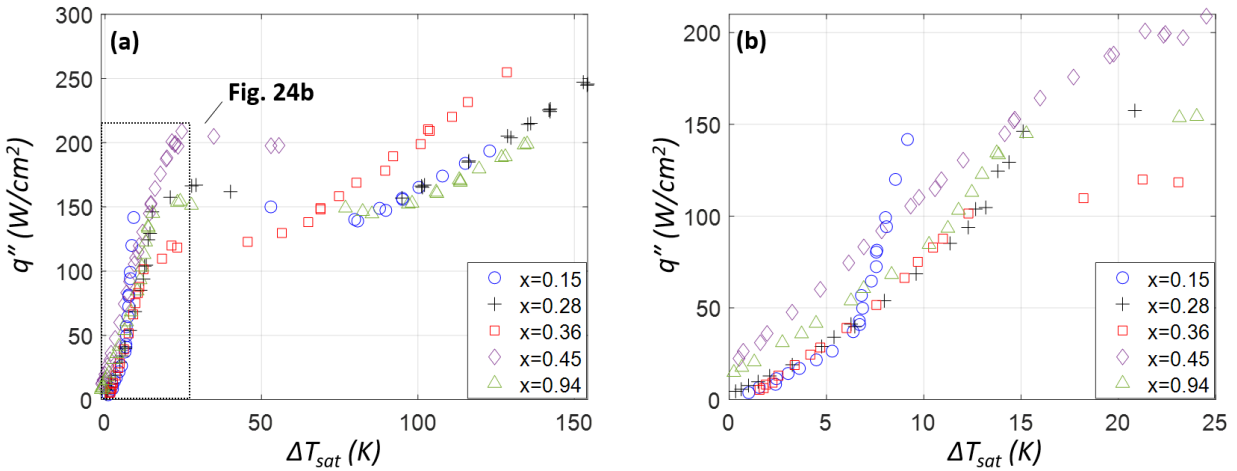 (a)
Fig. 24b
q″ (W/cm²)
300
250
200
150
100
50
0
0 50 100 150
ΔT_sat (K)
x=0.15
x=0.28
x=0.36
x=0.45
x=0.94
(b)
q″ (W/cm²)
200
150
100
50
0
0 5 10 15 20 25
ΔT_sat (K)
x=0.15
x=0.28
x=0.36
x=0.45
x=0.94